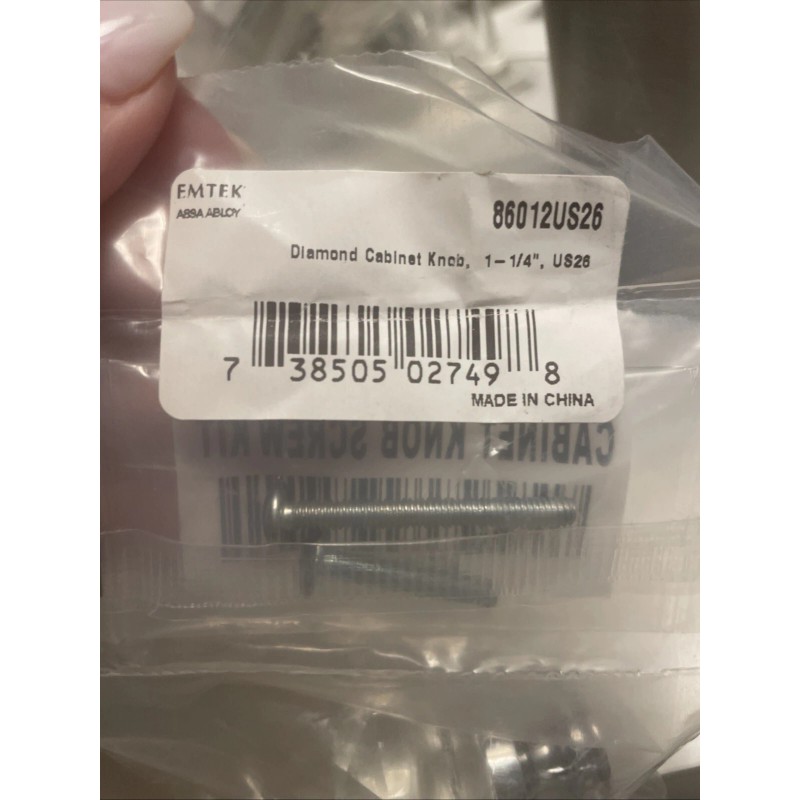 EMTEK
ASSA ABLOY
86012US26
Diamond Cabinet Knob, 1-1/4", US26
7 38505 02749 8
MADE IN CHINA
CABINET KNOB SCREW KIT